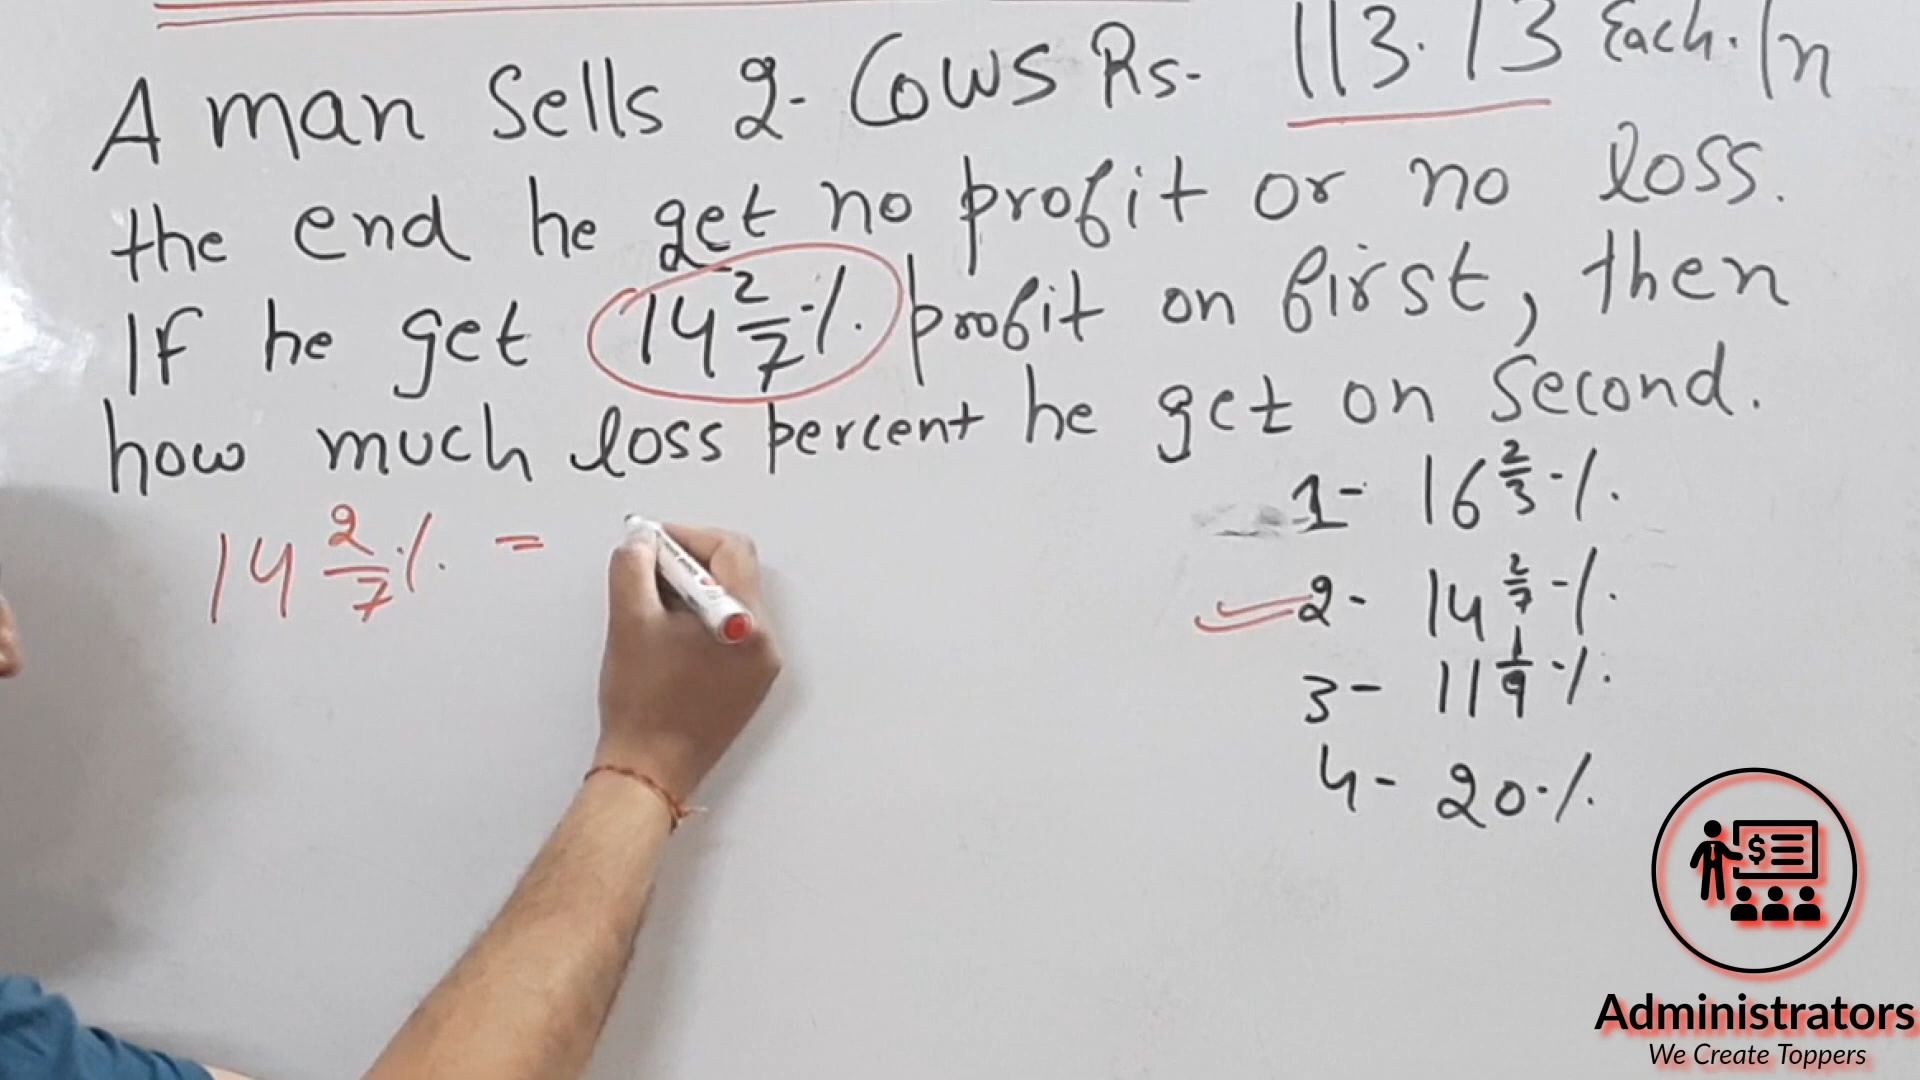 A man sells 2- Cows Rs- 113.13 Each. In
the end he get no profit or no loss.
If he get 14 2/7 % profit on first, then
how much loss percent he get on second.
14 2/7 % =
1- 16 2/3 %
2- 14 2/7 %
3- 11 1/9 %
4- 20 %
$
Administrators
We Create Toppers